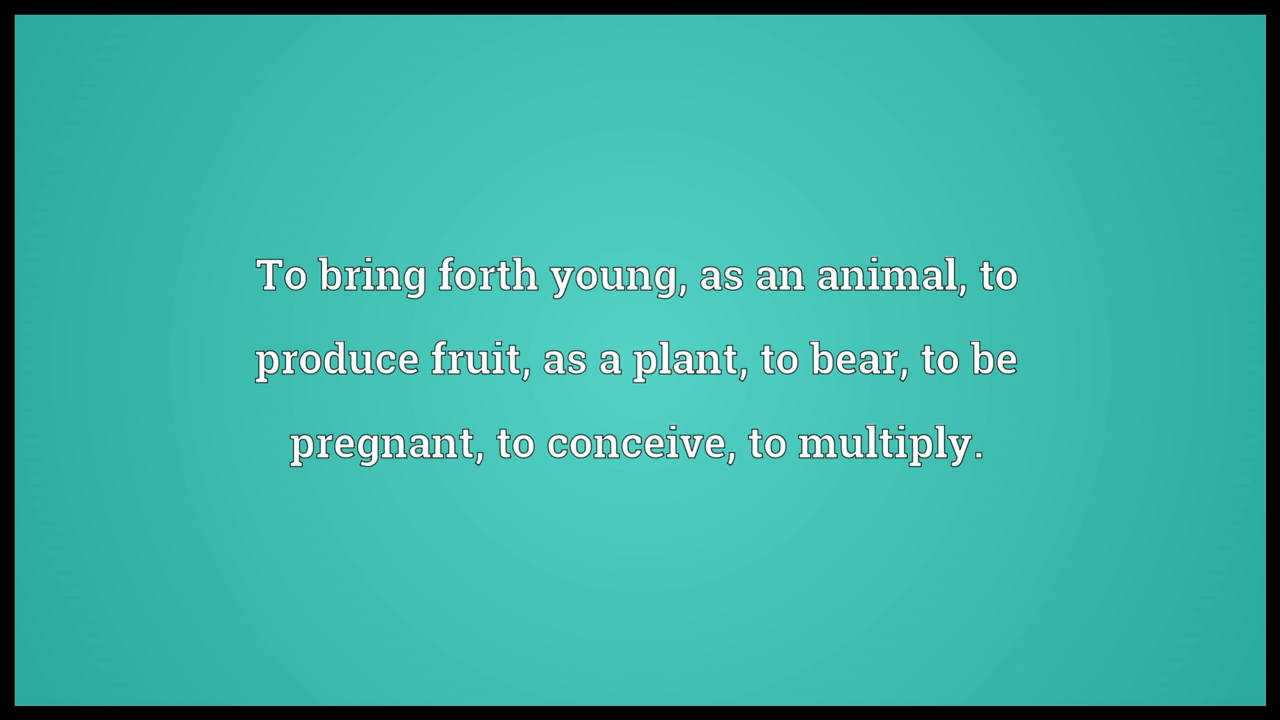 To bring forth young, as an animal, to
produce fruit, as a plant, to bear, to be
pregnant, to conceive, to multiply.